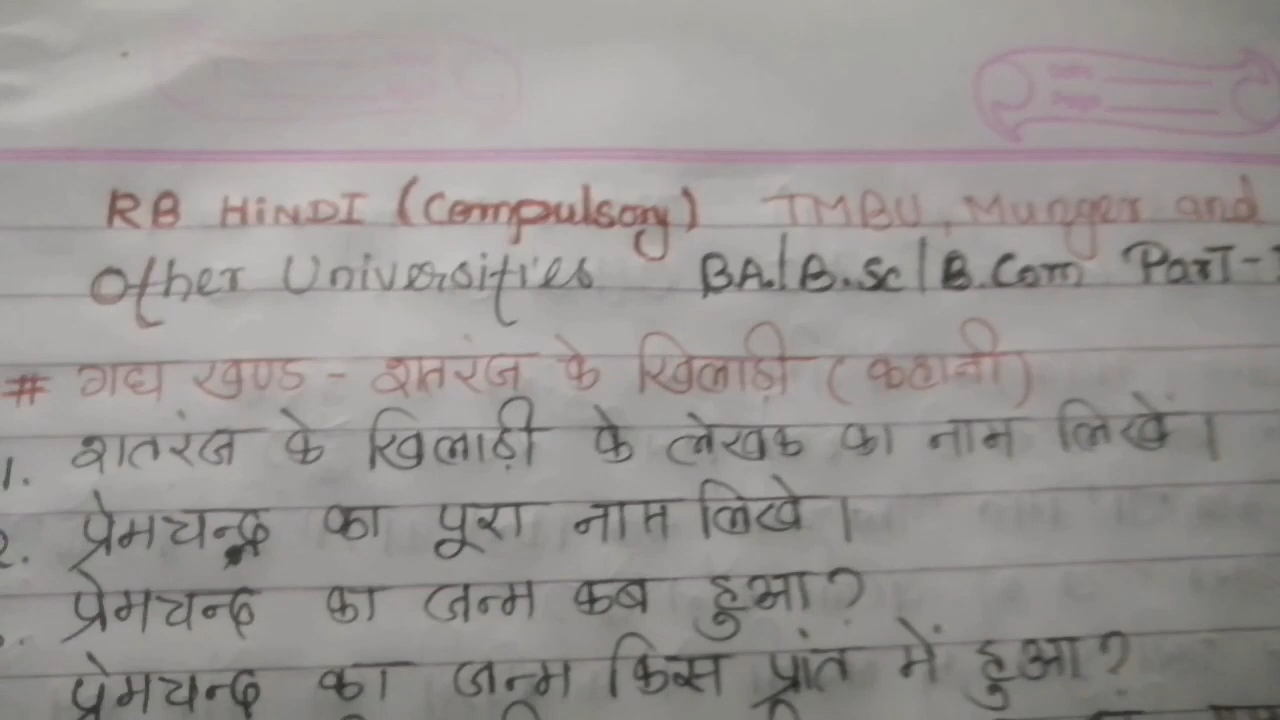 RB HINDI (Compulsory) TMBU, Munger and
Other Universities BA/B.Sc/B.Com Part-
# गद्य खण्ड - शतरंज के खिलाड़ी (कहानी)
1. शतरंज के खिलाड़ी के लेखक का नाम लिखें।
2. प्रेमचन्द्र का पूरा नाम लिखे।
प्रेमचन्द का जन्म कब हुआ?
प्रेमचन्द का जन्म किस प्रांत में हुआ?